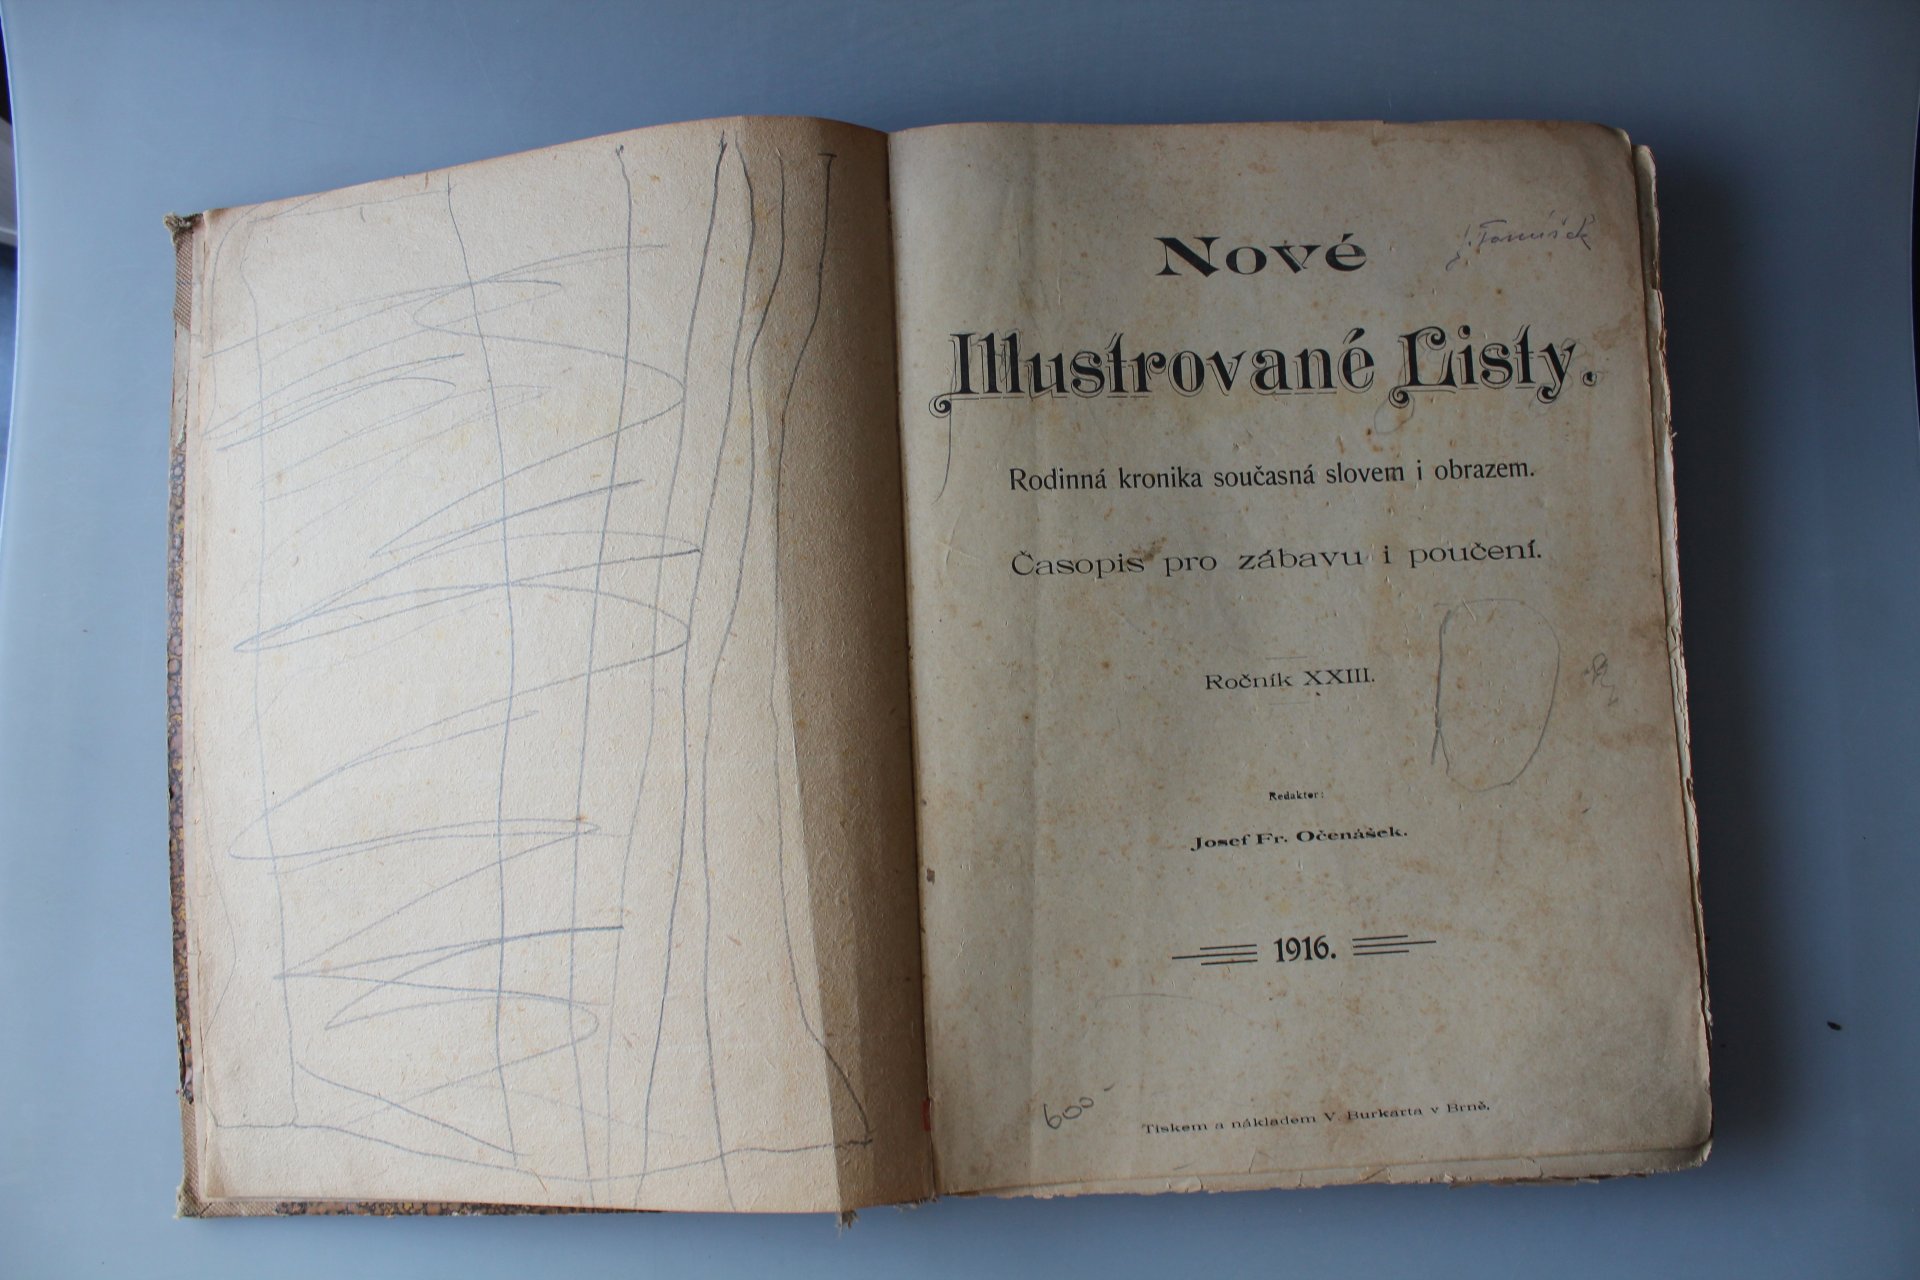 Nové
Illustrované Listy.
Rodinná kronika současná slovem i obrazem.
Časopis pro zábavu i poučení.
Ročník XXIII.
Redaktor:
Josef Fr. Očenášek.
1916.
600-
Tiskem a nákladem V. Burkarta v Brně.